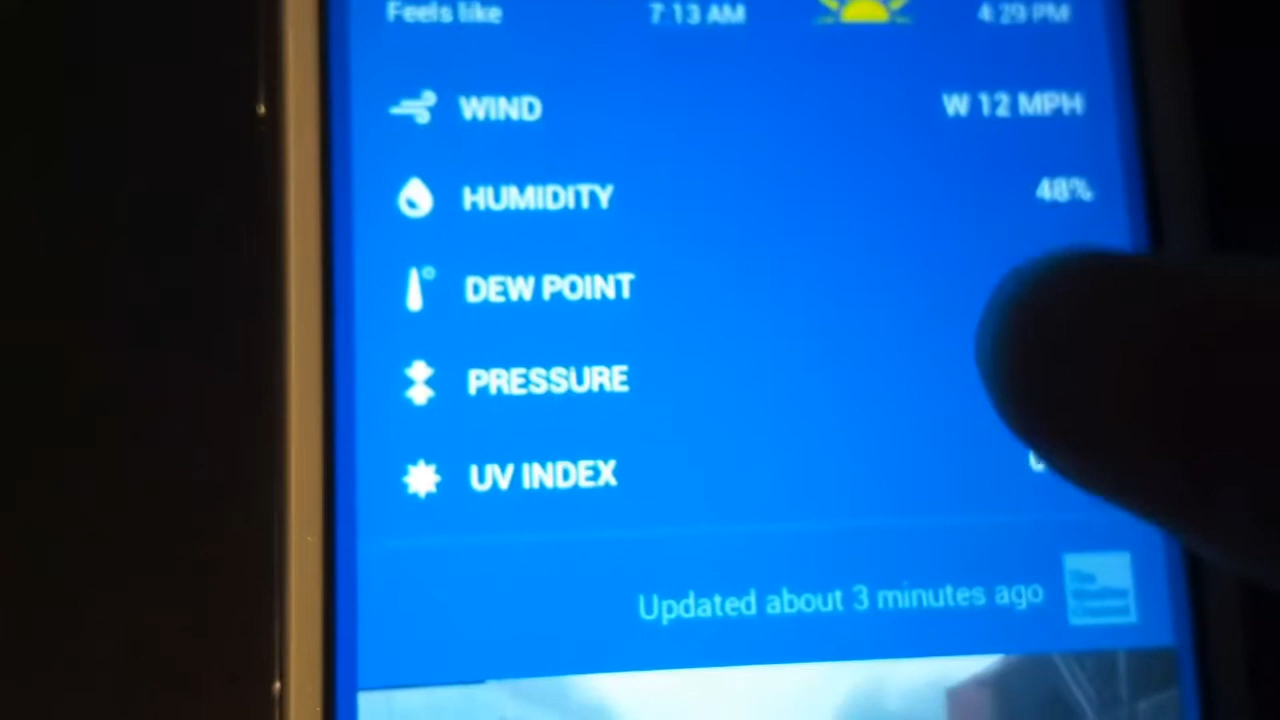 Feels like 7:13 AM 4:29 PM
WIND W 12 MPH
HUMIDITY 48%
DEW POINT
PRESSURE
UV INDEX
Updated about 3 minutes ago